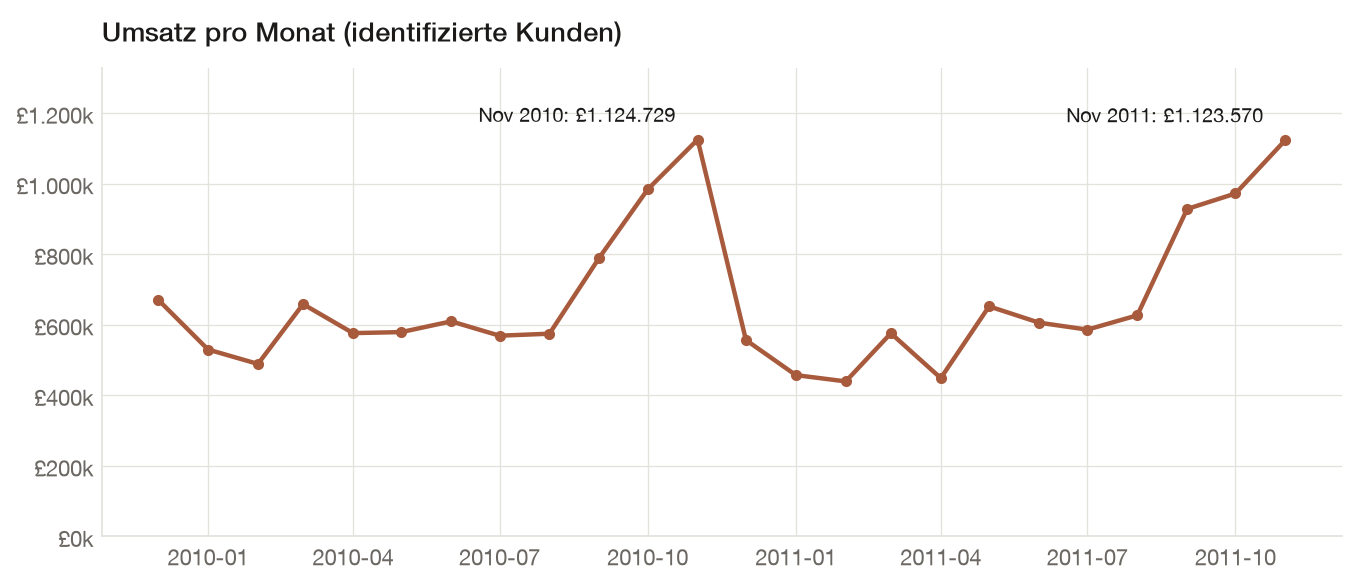 Umsatz pro Monat (identifizierte Kunden)
£1.200k
Nov 2010: £1.124.729
Nov 2011: £1.123.570
£1.000k
£800k
£600k
£400k
£200k
£0k
2010-01 2010-04 2010-07 2010-10 2011-01 2011-04 2011-07 2011-10